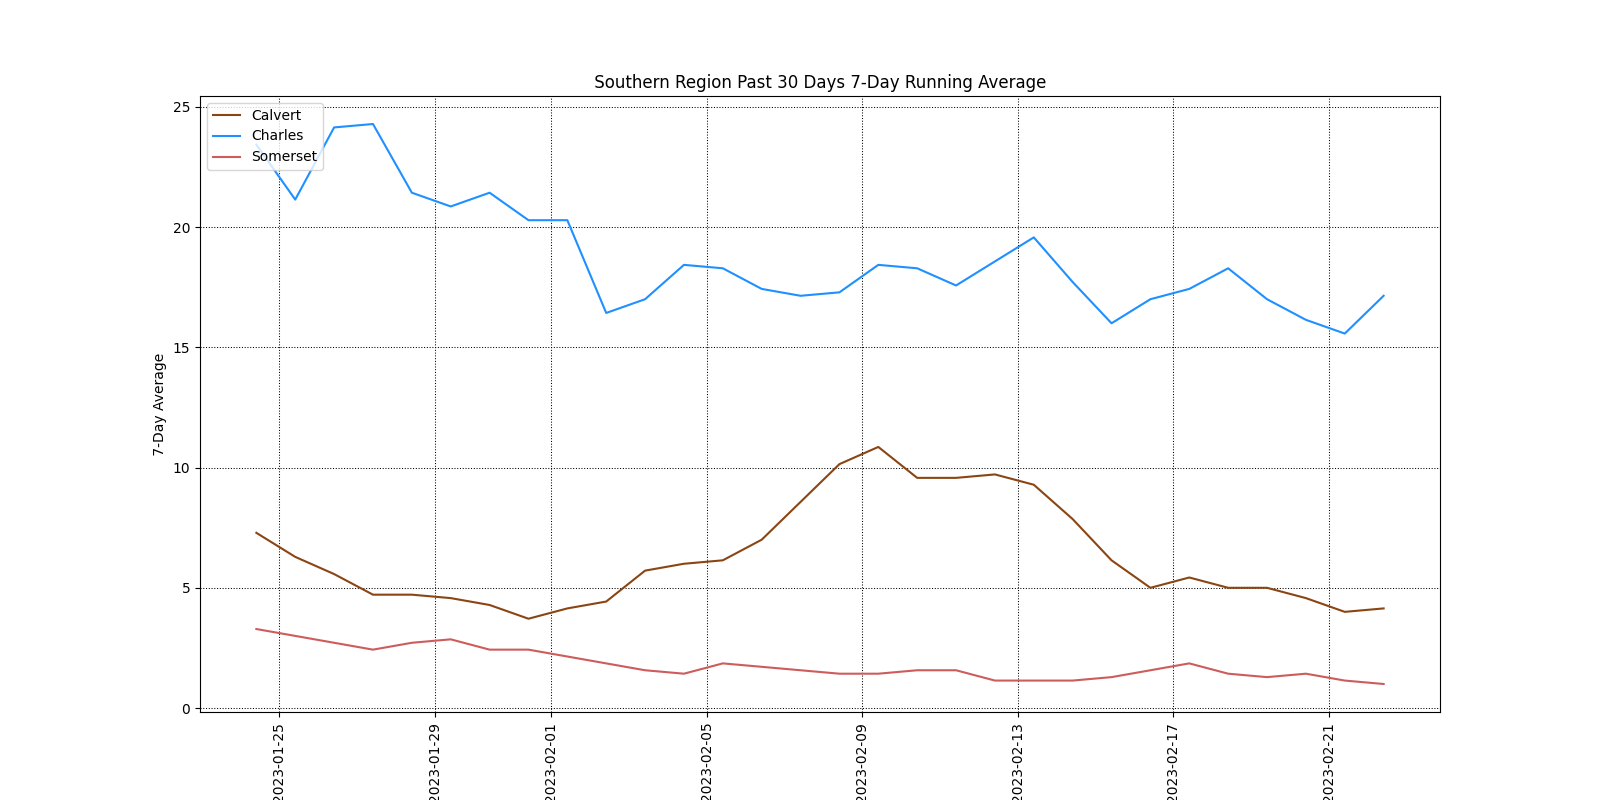 Southern Region Past 30 Days 7-Day Running Average
Calvert
Charles
Somerset
7-Day Average
25
20
15
10
5
0
2023-01-25
2023-01-29
2023-02-01
2023-02-05
2023-02-09
2023-02-13
2023-02-17
2023-02-21